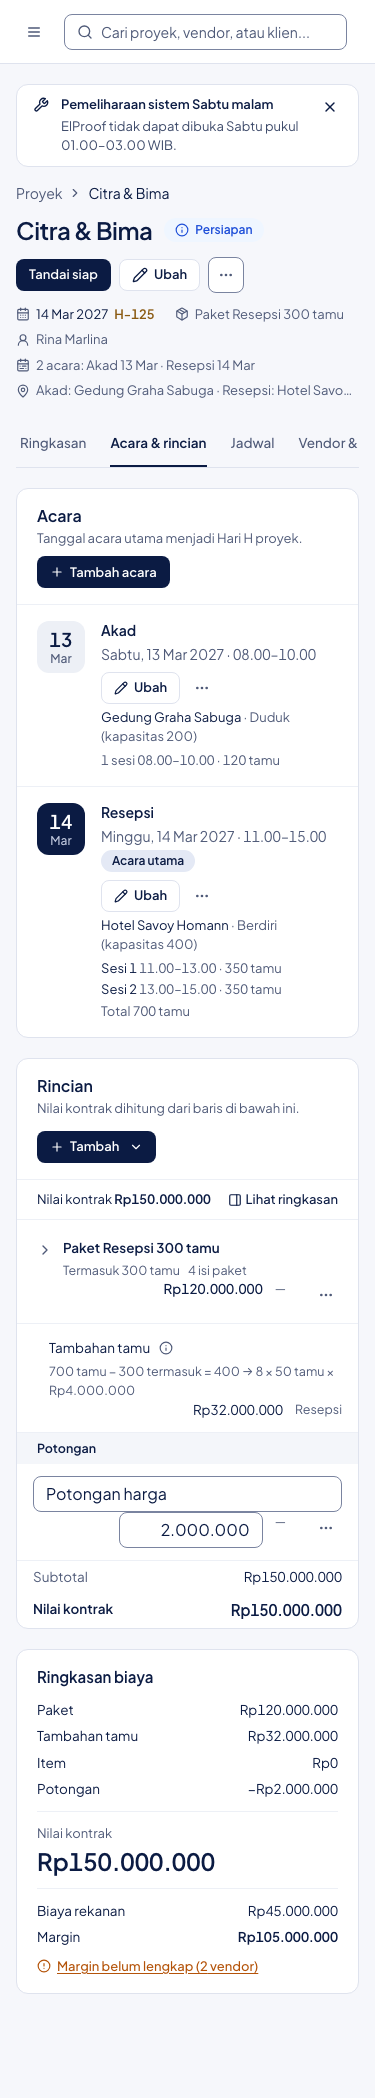 Cari proyek, vendor, atau klien...
Pemeliharaan sistem Sabtu malam
ElProof tidak dapat dibuka Sabtu pukul
01.00–03.00 WIB.
Proyek > Citra & Bima
Citra & Bima Persiapan
Tandai siap Ubah
14 Mar 2027 H-125 Paket Resepsi 300 tamu
Rina Marlina
2 acara: Akad 13 Mar · Resepsi 14 Mar
Akad: Gedung Graha Sabuga · Resepsi: Hotel Savo...
Ringkasan Acara & rincian Jadwal Vendor &
Acara
Tanggal acara utama menjadi Hari H proyek.
+ Tambah acara
13 Mar
Akad
Sabtu, 13 Mar 2027 · 08.00–10.00
Ubah
Gedung Graha Sabuga · Duduk
(kapasitas 200)
1 sesi 08.00–10.00 · 120 tamu
14 Mar
Resepsi
Minggu, 14 Mar 2027 · 11.00–15.00
Acara utama
Ubah
Hotel Savoy Homann · Berdiri
(kapasitas 400)
Sesi 1 11.00–13.00 · 350 tamu
Sesi 2 13.00–15.00 · 350 tamu
Total 700 tamu
Rincian
Nilai kontrak dihitung dari baris di bawah ini.
+ Tambah
Nilai kontrak Rp150.000.000 Lihat ringkasan
Paket Resepsi 300 tamu
Termasuk 300 tamu 4 isi paket
Rp120.000.000 —
Tambahan tamu
700 tamu − 300 termasuk = 400 → 8 × 50 tamu ×
Rp4.000.000
Rp32.000.000 Resepsi
Potongan
Potongan harga
2.000.000 —
Subtotal Rp150.000.000
Nilai kontrak Rp150.000.000
Ringkasan biaya
Paket Rp120.000.000
Tambahan tamu Rp32.000.000
Item Rp0
Potongan −Rp2.000.000
Nilai kontrak
Rp150.000.000
Biaya rekanan Rp45.000.000
Margin Rp105.000.000
Margin belum lengkap (2 vendor)